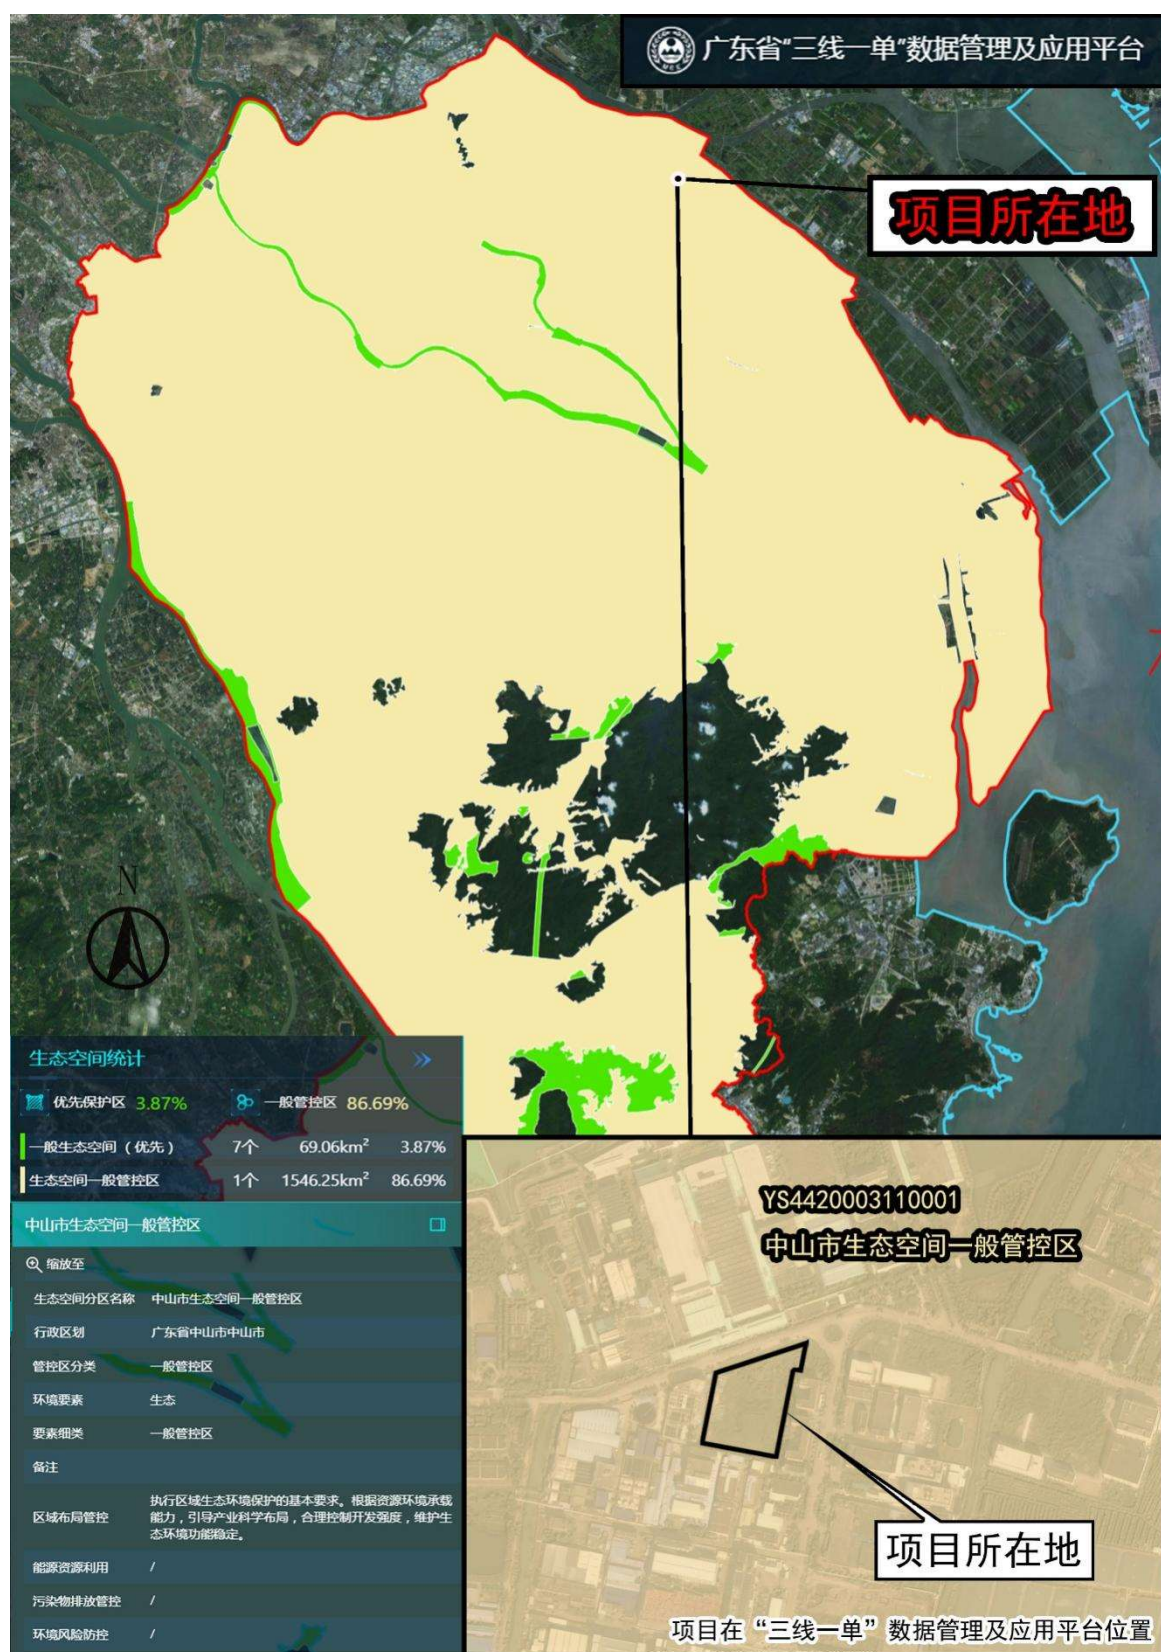 广东省“三线一单”数据管理及应用平台
项目所在地
N
生态空间统计
优先保护区 3.87% 一般管控区 86.69%
一般生态空间（优先） 7个 69.06km² 3.87%
生态空间一般管控区 1个 1546.25km² 86.69%
中山市生态空间一般管控区
缩放至
生态空间分区名称 中山市生态空间一般管控区
行政区划 广东省中山市中山市
管控区分类 一般管控区
环境要素 生态
要素细类 一般管控区
备注
区域布局管控 执行区域生态环境保护的基本要求。根据资源环境承载
能力，引导产业科学布局，合理控制开发强度，维护生
态环境功能稳定。
能源资源利用 /
污染物排放管控 /
环境风险防控 /
YS4420003110001
中山市生态空间一般管控区
项目所在地
项目在“三线一单”数据管理及应用平台位置